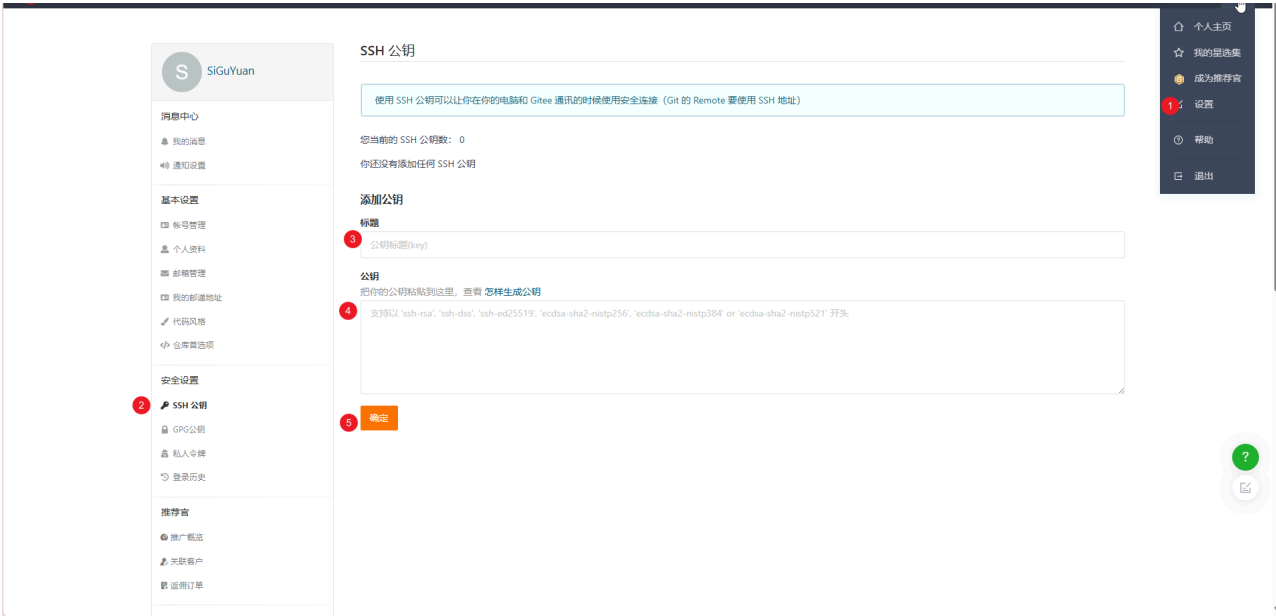 S
SiGuYuan
消息中心
我的消息
通知设置
基本设置
帐号管理
个人资料
邮箱管理
我的邮递地址
代码风格
仓库首选项
安全设置
2
SSH 公钥
GPG公钥
私人令牌
登录历史
推荐官
推广概览
关联客户
返佣订单
SSH 公钥
使用 SSH 公钥可以让你在你的电脑和 Gitee 通讯的时候使用安全连接（Git 的 Remote 要使用 SSH 地址）
您当前的 SSH 公钥数： 0
你还没有添加任何 SSH 公钥
添加公钥
标题
3
公钥标题(key)
公钥
把你的公钥粘贴到这里，查看 怎样生成公钥
4
支持以 'ssh-rsa', 'ssh-dss', 'ssh-ed25519', 'ecdsa-sha2-nistp256', 'ecdsa-sha2-nistp384' or 'ecdsa-sha2-nistp521' 开头
5
确定
个人主页
我的星选集
成为推荐官
1
设置
帮助
退出
?